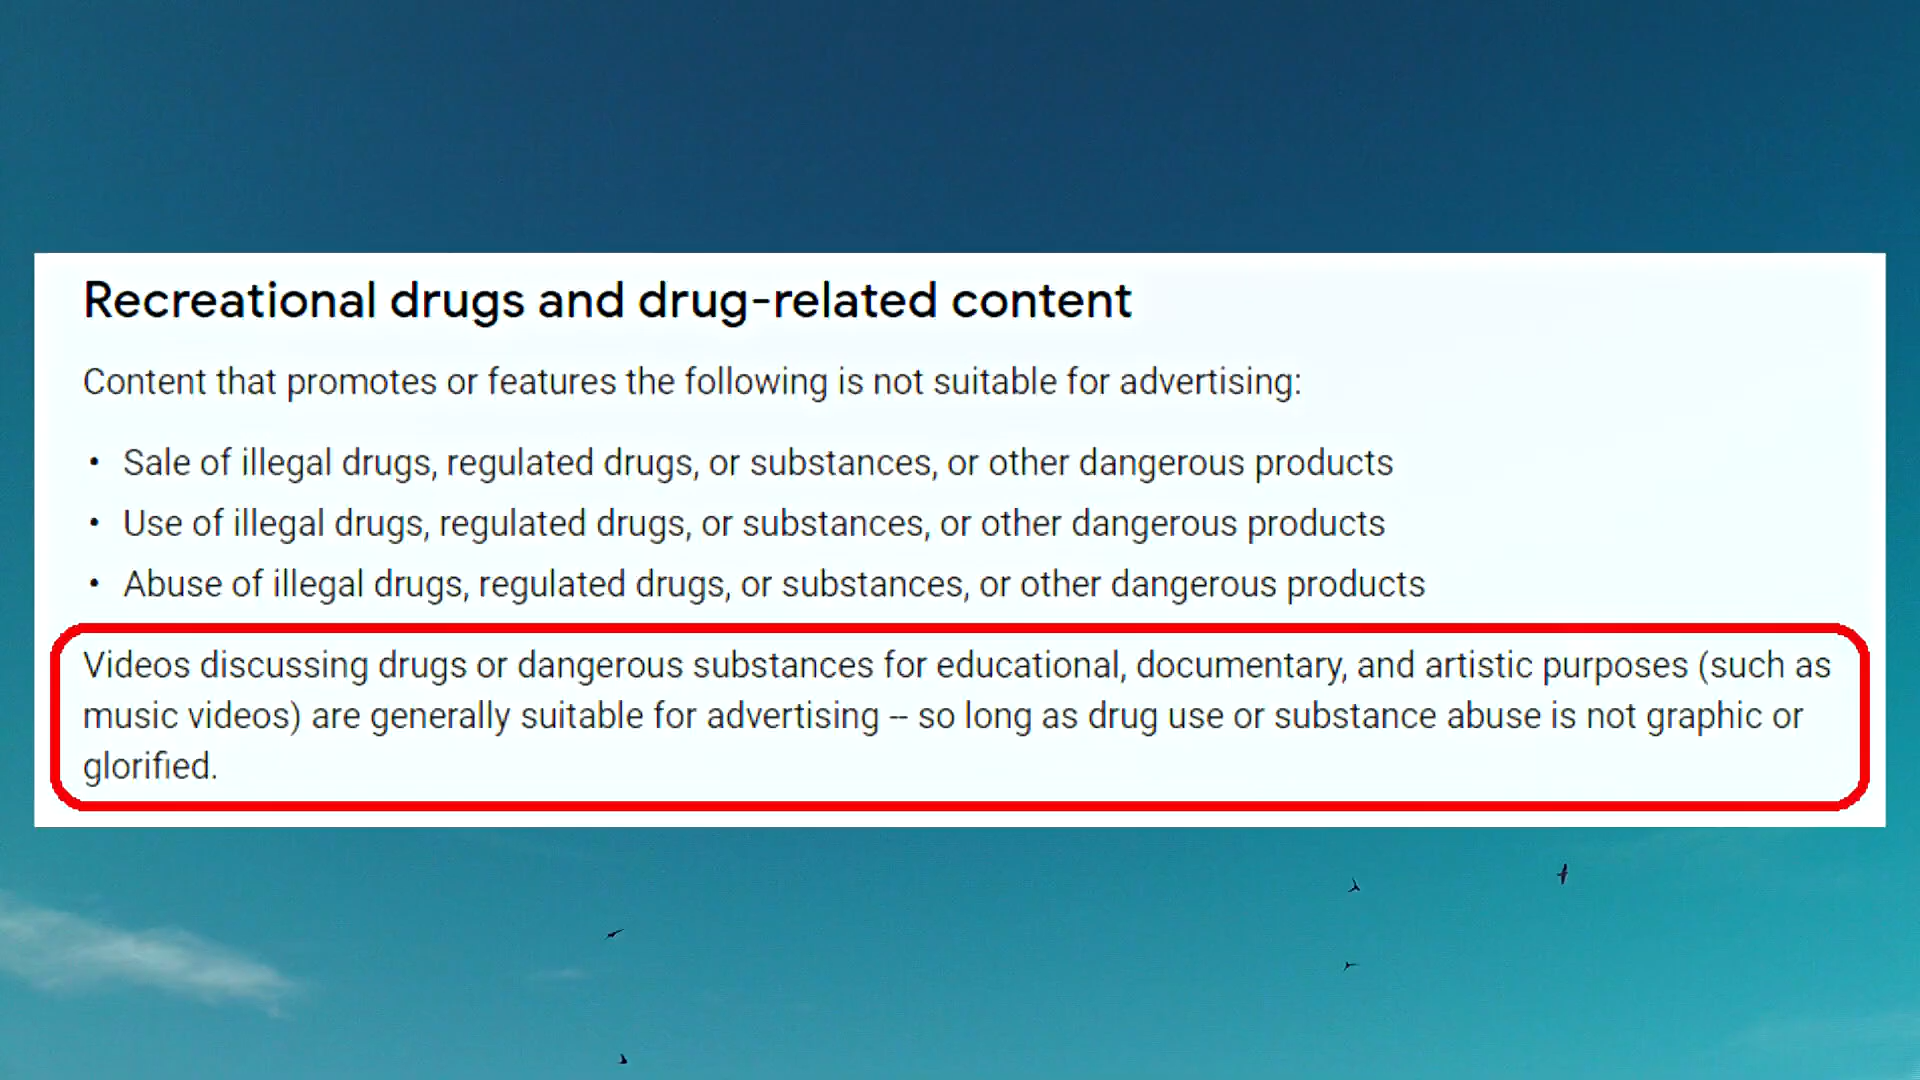 Recreational drugs and drug-related content
Content that promotes or features the following is not suitable for advertising:
• Sale of illegal drugs, regulated drugs, or substances, or other dangerous products
• Use of illegal drugs, regulated drugs, or substances, or other dangerous products
• Abuse of illegal drugs, regulated drugs, or substances, or other dangerous products
Videos discussing drugs or dangerous substances for educational, documentary, and artistic purposes (such as
music videos) are generally suitable for advertising -- so long as drug use or substance abuse is not graphic or
glorified.